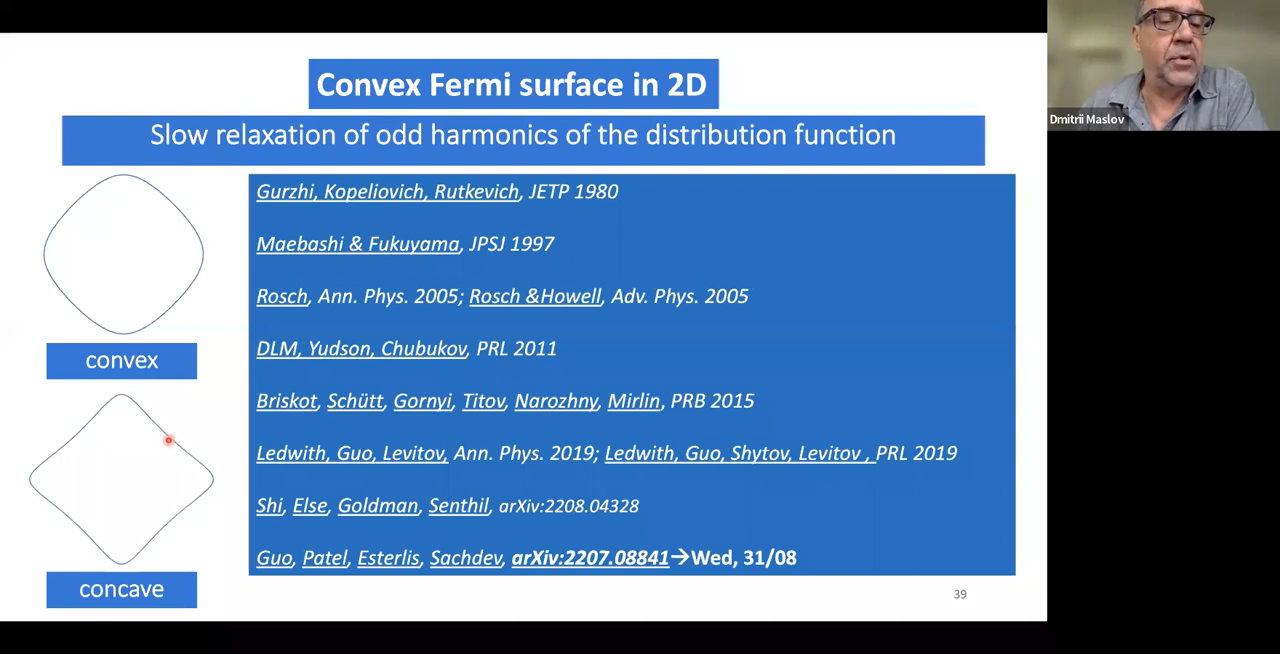 Convex Fermi surface in 2D
Slow relaxation of odd harmonics of the distribution function
Gurzhi, Kopeliovich, Rutkevich, JETP 1980
Maebashi & Fukuyama, JPSJ 1997
Rosch, Ann. Phys. 2005; Rosch &Howell, Adv. Phys. 2005
DLM, Yudson, Chubukov, PRL 2011
Briskot, Schütt, Gornyi, Titov, Narozhny, Mirlin, PRB 2015
Ledwith, Guo, Levitov, Ann. Phys. 2019; Ledwith, Guo, Shytov, Levitov , PRL 2019
Shi, Else, Goldman, Senthil, arXiv:2208.04328
Guo, Patel, Esterlis, Sachdev, arXiv:2207.08841→Wed, 31/08
convex
concave
39
Dmitrii Maslov